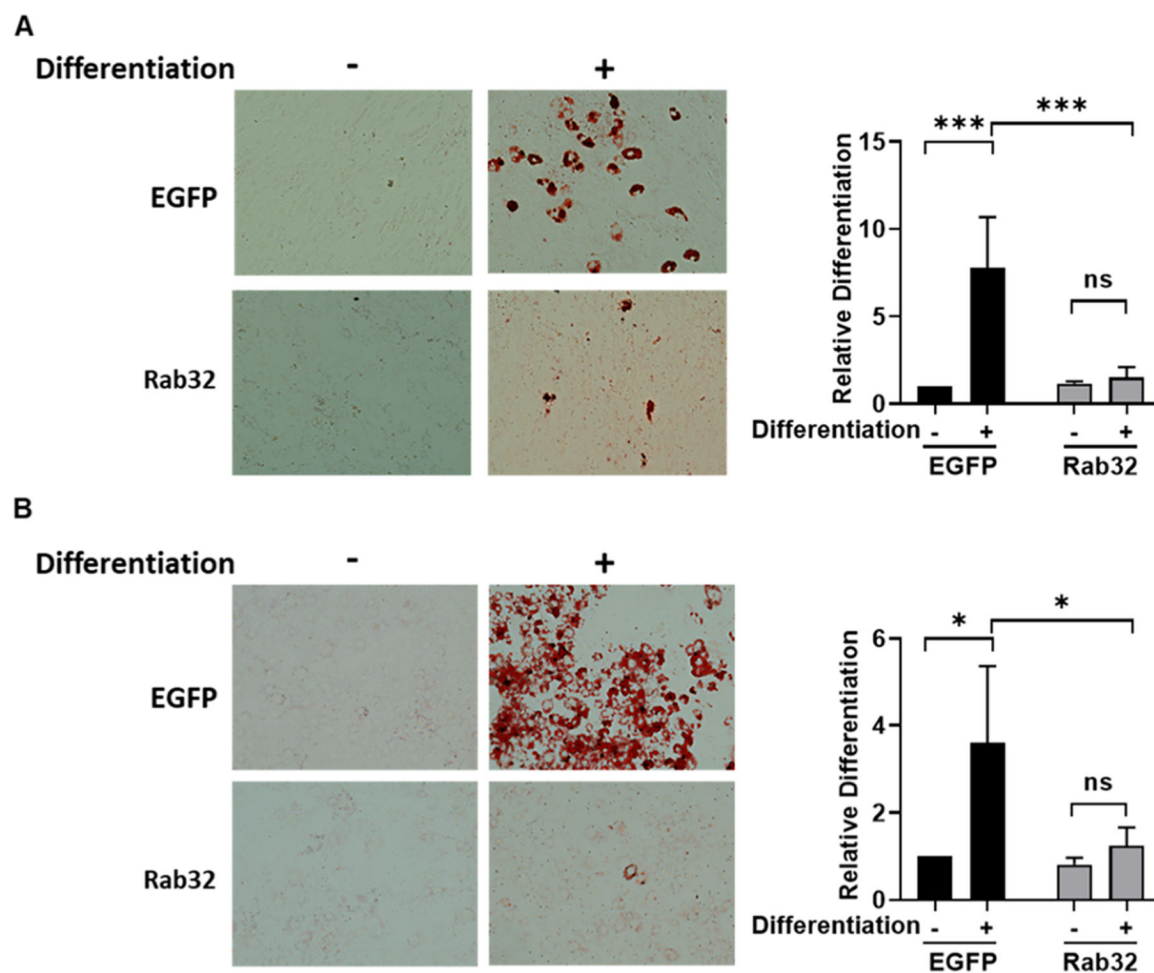 A
Differentiation - +
EGFP
Rab32
*** ***
ns
15
10
5
0
Relative Differentiation
Differentiation - + - +
EGFP Rab32
B
Differentiation - +
EGFP
Rab32
* *
ns
6
4
2
0
Relative Differentiation
Differentiation - + - +
EGFP Rab32